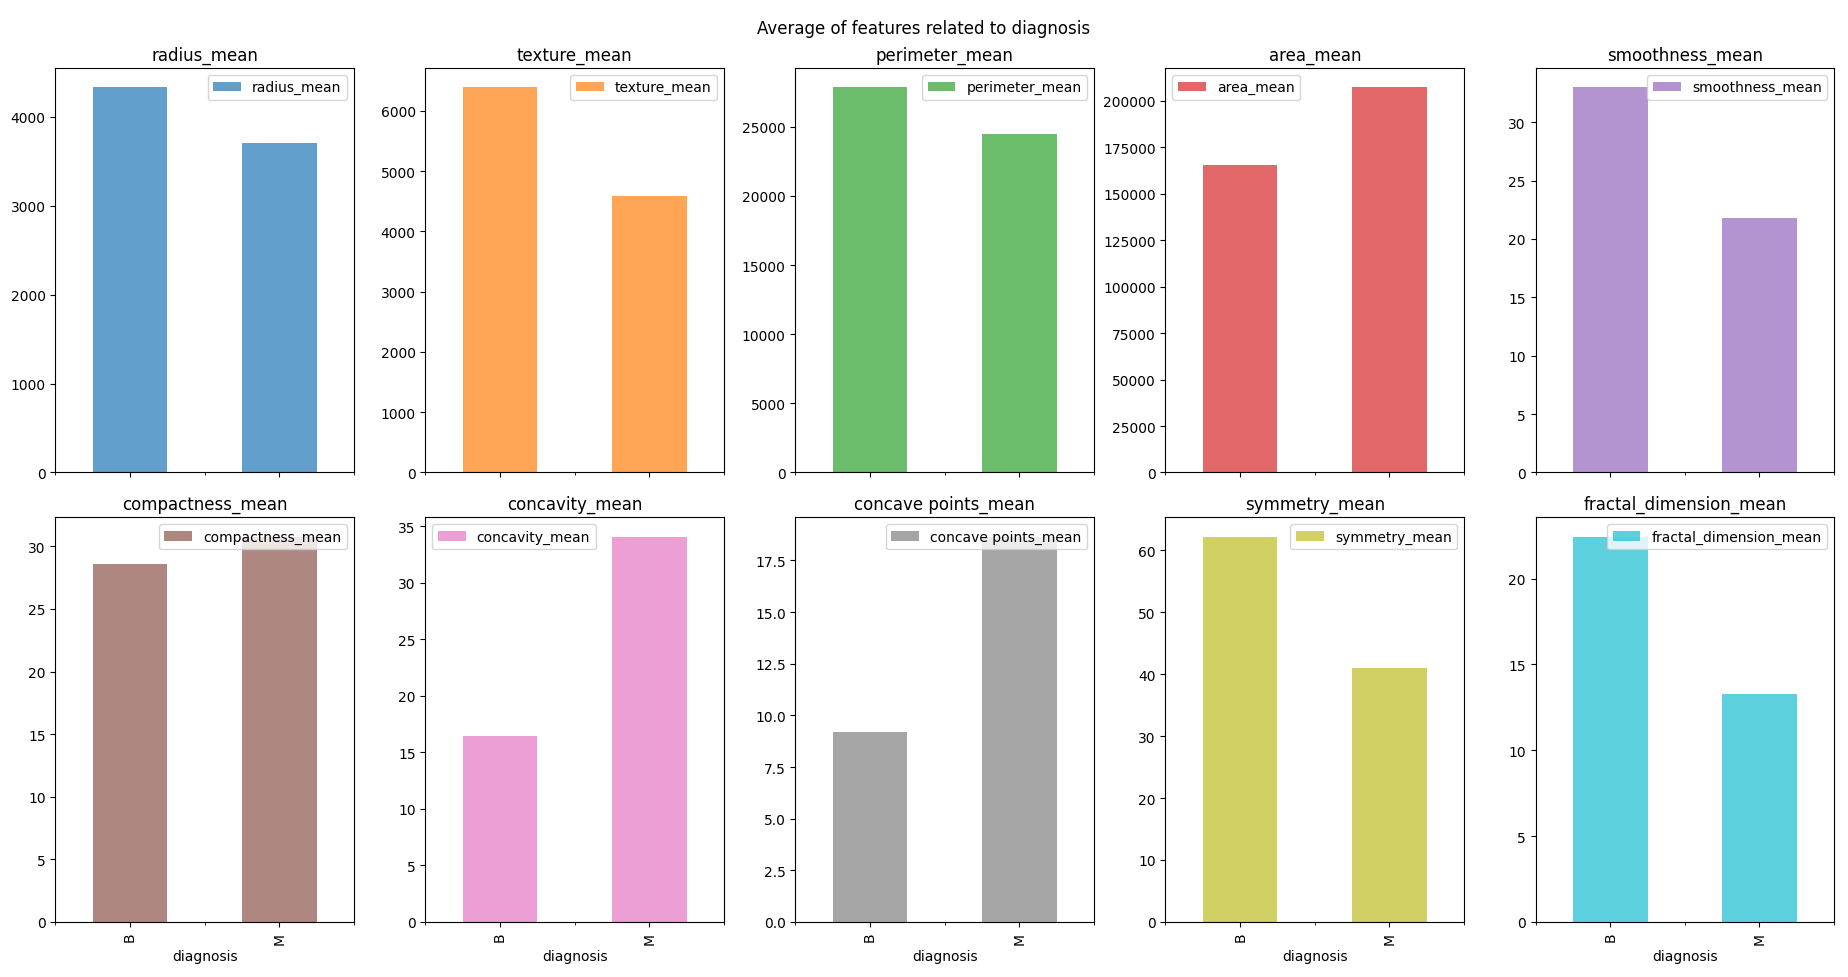 Average of features related to diagnosis
radius_mean
radius_mean
4000
3000
2000
1000
0
texture_mean
texture_mean
6000
5000
4000
3000
2000
1000
0
perimeter_mean
perimeter_mean
25000
20000
15000
10000
5000
0
area_mean
area_mean
200000
175000
150000
125000
100000
75000
50000
25000
0
smoothness_mean
smoothness_mean
30
25
20
15
10
5
0
compactness_mean
compactness_mean
30
25
20
15
10
5
0
B
M
diagnosis
concavity_mean
concavity_mean
35
30
25
20
15
10
5
0
B
M
diagnosis
concave points_mean
concave points_mean
17.5
15.0
12.5
10.0
7.5
5.0
2.5
0.0
B
M
diagnosis
symmetry_mean
symmetry_mean
60
50
40
30
20
10
0
B
M
diagnosis
fractal_dimension_mean
fractal_dimension_mean
20
15
10
5
0
B
M
diagnosis